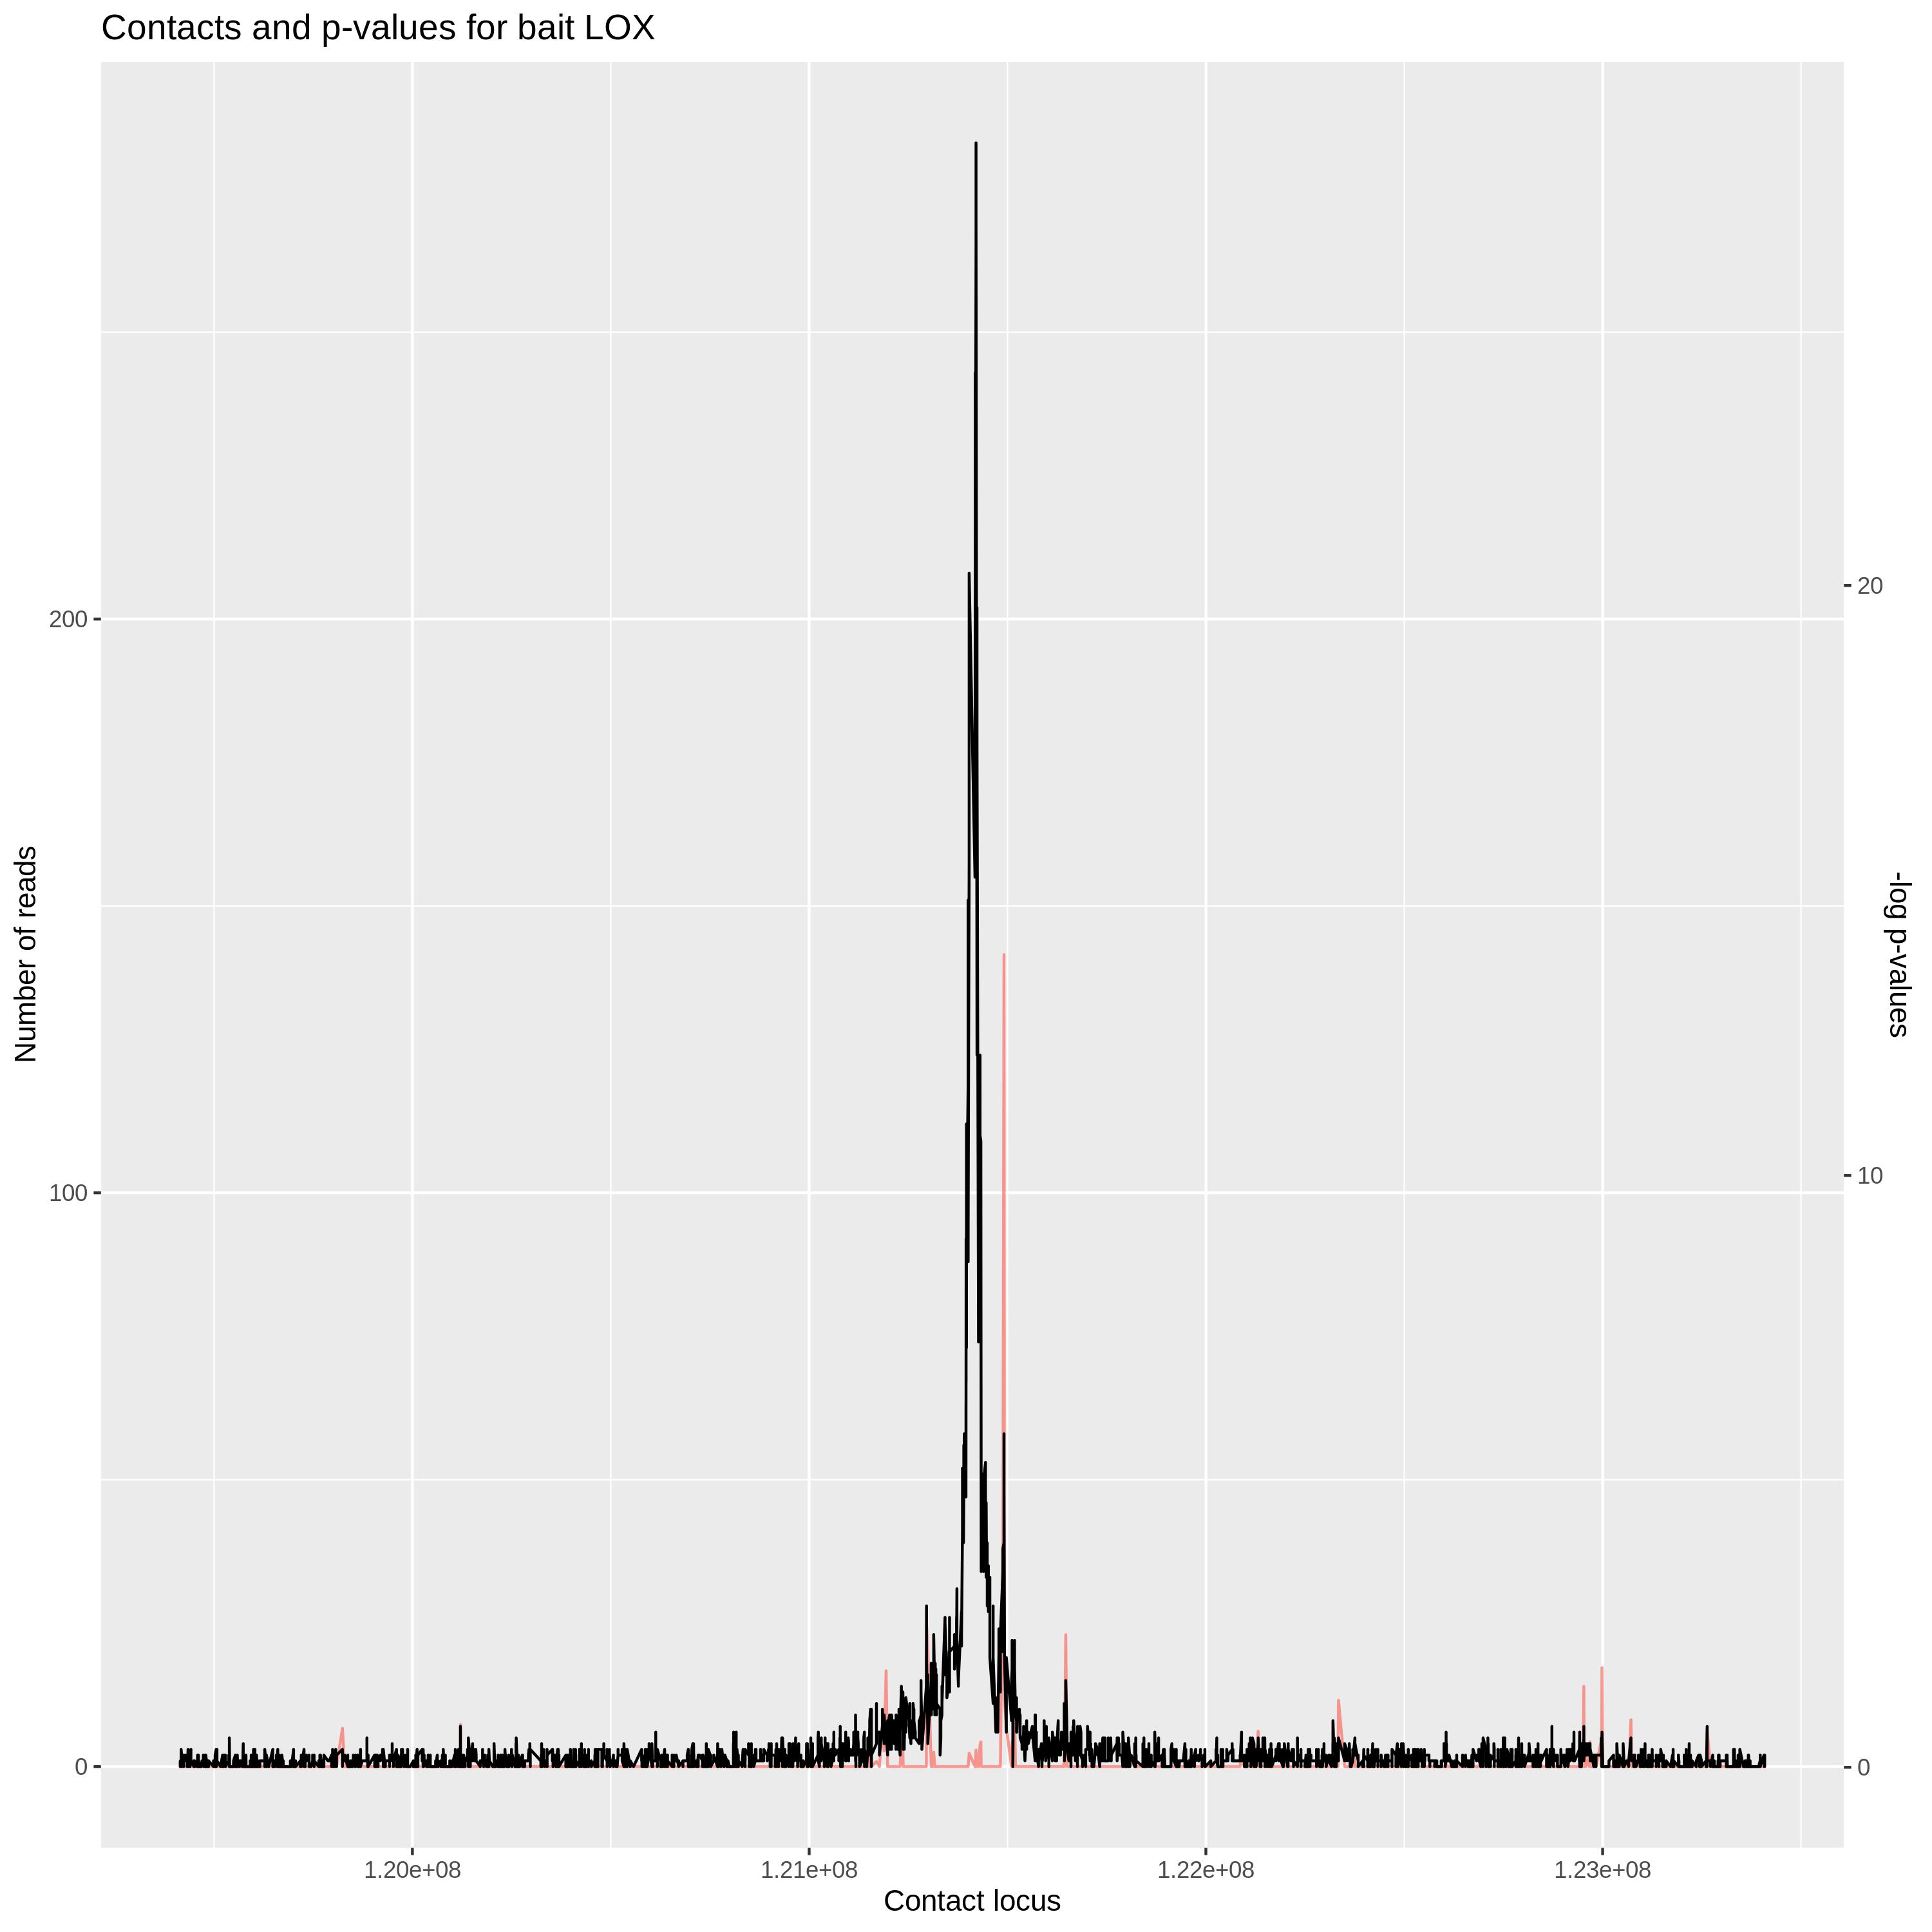 Contacts and p-values for bait LOX
Number of reads
200
100
0
20
10
0
-log p-values
1.20e+08 1.21e+08 1.22e+08 1.23e+08
Contact locus